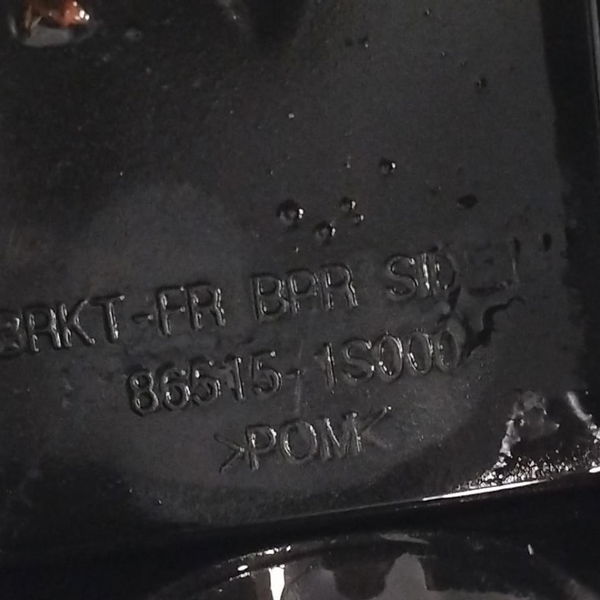 BRKT-FR BPR SIDE
86515-1S000
>POM<